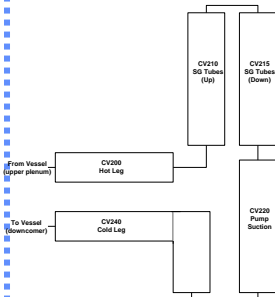 CV210
SG Tubes
(Up)
CV215
SG Tubes
(Down)
From Vessel
(upper plenum)
CV200
Hot Leg
To Vessel
(downcomer)
CV240
Cold Leg
CV220
Pump
Suction